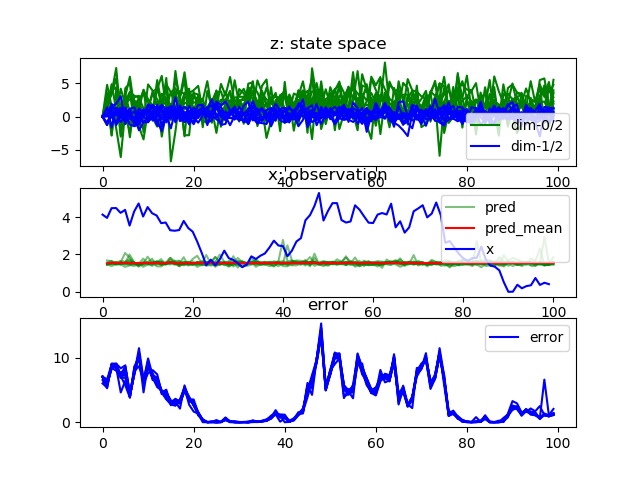 z: state space
5
0
−5
dim-0/2
dim-1/2
0 20 40 60 80 100
x: observation
4
2
0
pred
pred_mean
x
0 20 40 60 80 100
error
10
0
error
0 20 40 60 80 100